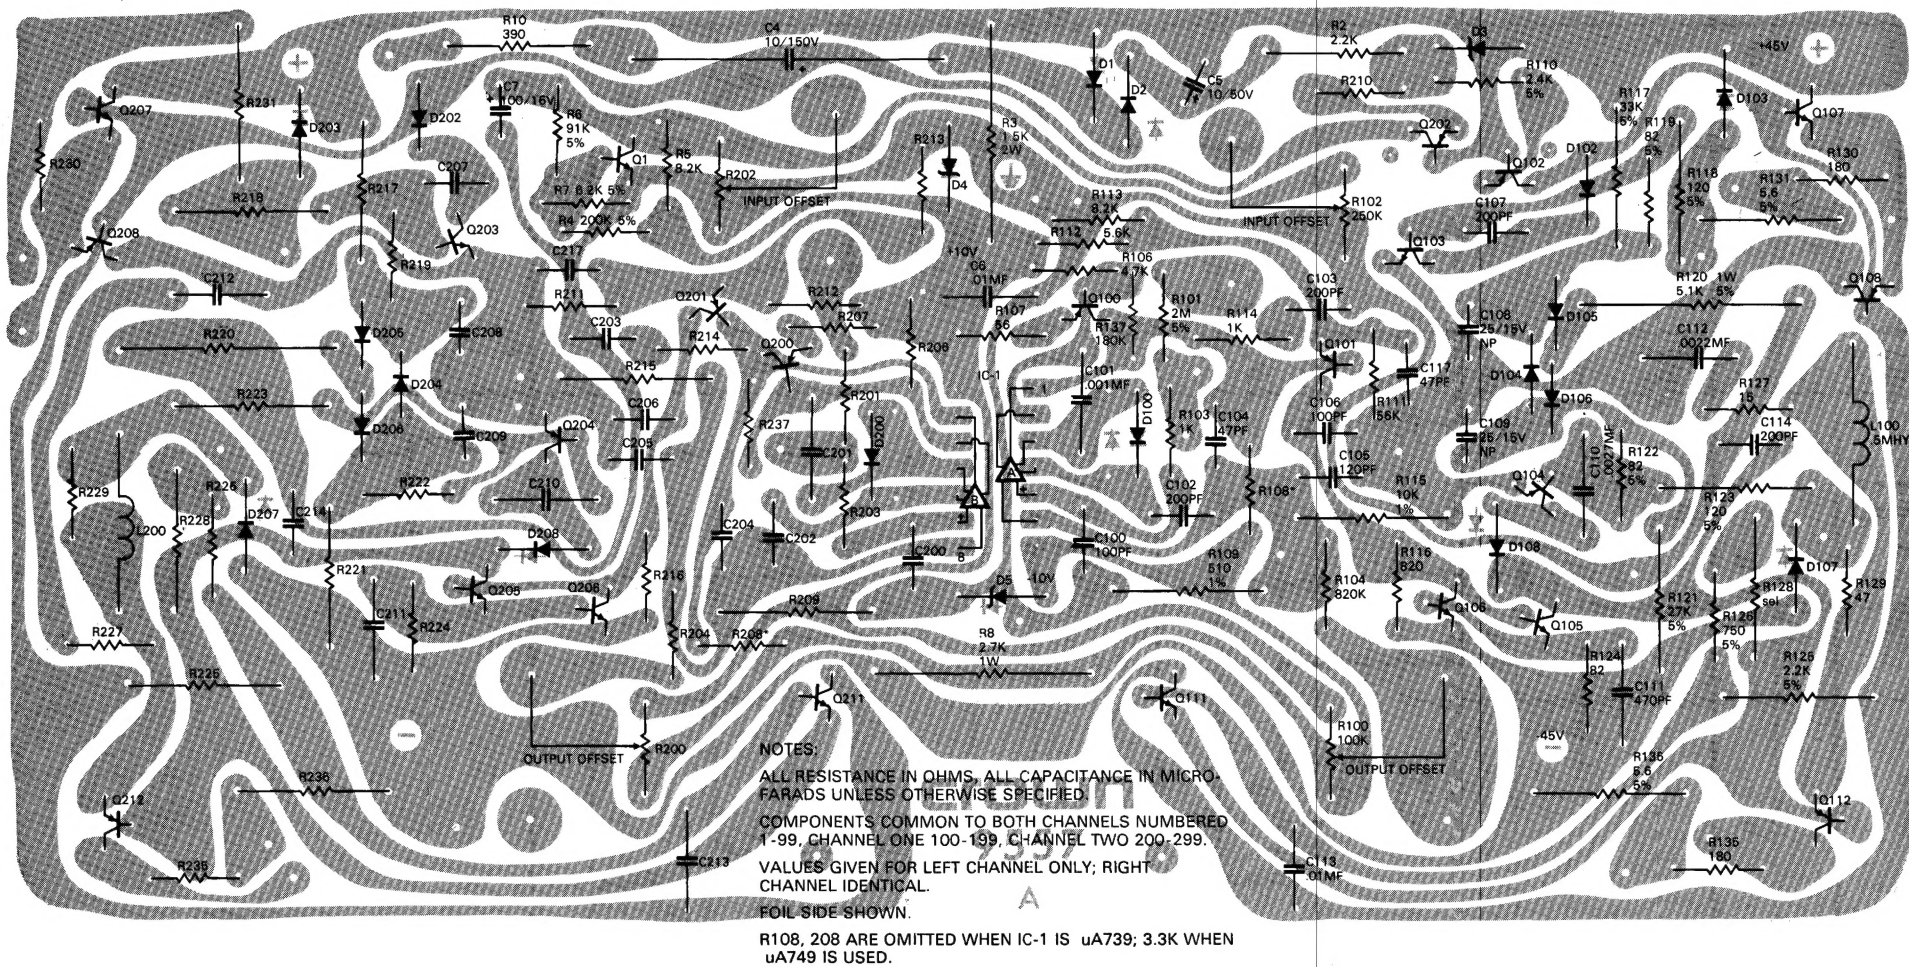 R10
390
C4
10/150V
+
R2
2.2K
D3
+45V
D1
D2
C5
10/50V
R210
R110
2.4K
5%
R117
33K
5%
R119
82
5%
D103
Q107
Q207
R231
D203
D202
C7
100/16V
+
R6
91K
5%
Q1
R5
8.2K
R3
1.5K
2W
R213
D4
Q202
Q102
D102
R118
120
5%
R130
180
R131
5.6
5%
R230
R218
R217
C207
R7 8.2K 5%
R4 200K 5%
R202
INPUT OFFSET
R113
8.2K
R112
5.6K
INPUT OFFSET
R102
250K
C107
200PF
Q208
R219
Q203
C217
+10V
C6
.01MF
R106
4.7K
Q103
C103
200PF
R120
5.1K
1W
5%
Q108
C212
R211
Q201
R212
R207
R107
56
Q100
R137
180K
R101
2M
5%
R114
1K
C108
25/15V
NP
D105
C112
.0022MF
R220
D205
C208
C203
R214
Q200
R206
Q101
R215
D204
IC-1
C101
.001MF
D100
R103
1K
C104
47PF
R111
56K
C117
47PF
D104
D106
R127
15
R223
D206
C209
Q204
C206
C205
R237
R201
D200
C201
C106
100PF
C109
25/15V
NP
C114
200PF
L100
.5MHY
C105
120PF
R222
C210
B
A
C102
200PF
R108*
R115
10K
1%
Q104
C110
.0027MF
R122
82
5%
R123
120
5%
R229
L200
R228
R226
D207
C214
R221
D208
C204
C202
R203
C200
8
1
C100
100PF
R109
510
1%
D108
D107
R129
47
Q205
Q206
R216
D5
-10V
R104
820K
R116
820
Q106
Q105
R121
27K
5%
R126
750
5%
R128
sel
C211
R224
R204
R209
R208*
R227
R225
R8
2.7K
1W
R124
82
C111
470PF
R125
2.2K
5%
Q211
Q111
OUTPUT OFFSET
R200
R100
100K
OUTPUT OFFSET
-45V
R136
5.6
5%
R236
Q212
R235
C213
C113
.01MF
Q112
R135
180
NOTES:
ALL RESISTANCE IN OHMS, ALL CAPACITANCE IN MICRO-
FARADS UNLESS OTHERWISE SPECIFIED.
COMPONENTS COMMON TO BOTH CHANNELS NUMBERED
1-99, CHANNEL ONE 100-199, CHANNEL TWO 200-299.
VALUES GIVEN FOR LEFT CHANNEL ONLY; RIGHT
CHANNEL IDENTICAL.
FOIL SIDE SHOWN.
A
R108, 208 ARE OMITTED WHEN IC-1 IS uA739; 3.3K WHEN
uA749 IS USED.